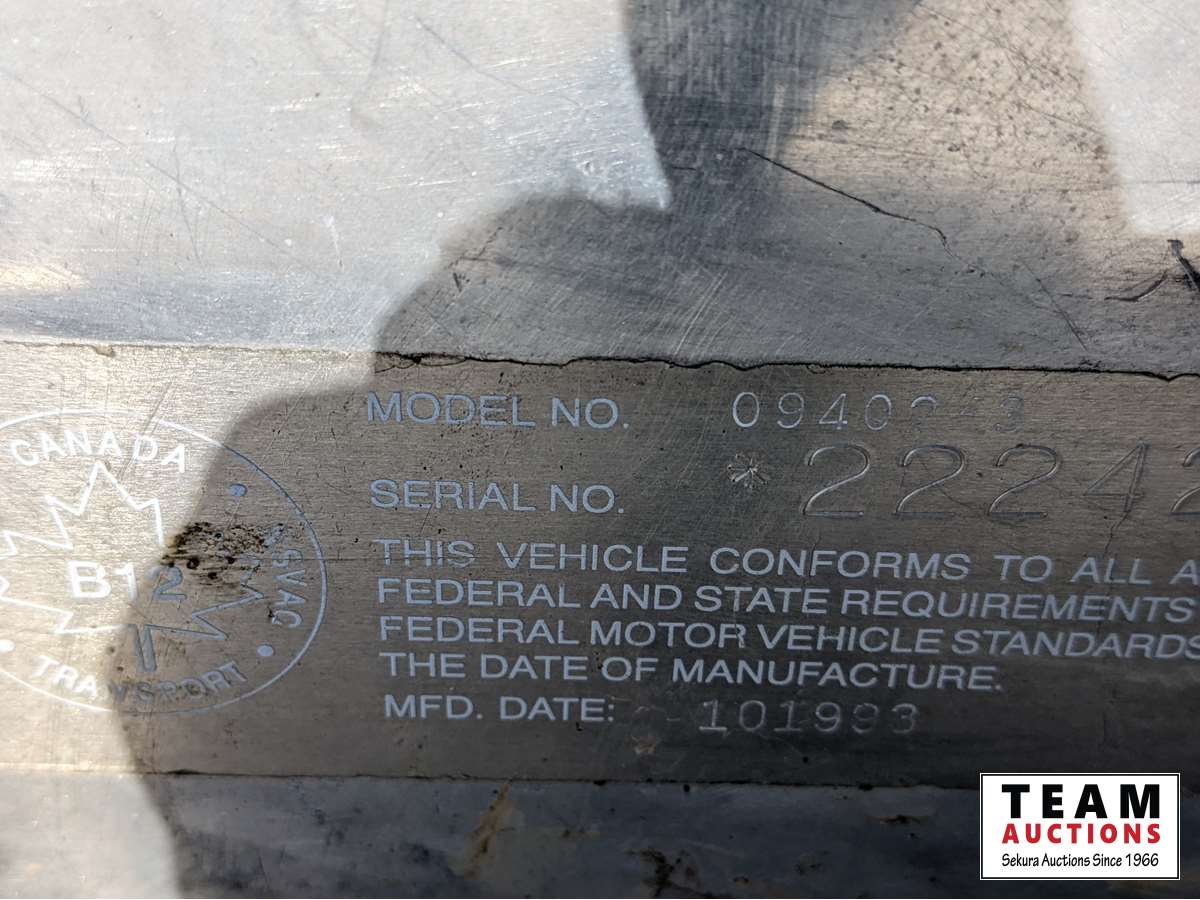 MODEL NO.
SERIAL NO. *22242
THIS VEHICLE CONFORMS TO ALL A
FEDERAL AND STATE REQUIREMENTS
FEDERAL MOTOR VEHICLE STANDARDS
THE DATE OF MANUFACTURE.
MFD. DATE: 101993
CANADA
B12
TRANSPORT
TEAM
AUCTIONS
Sekura Auctions Since 1966